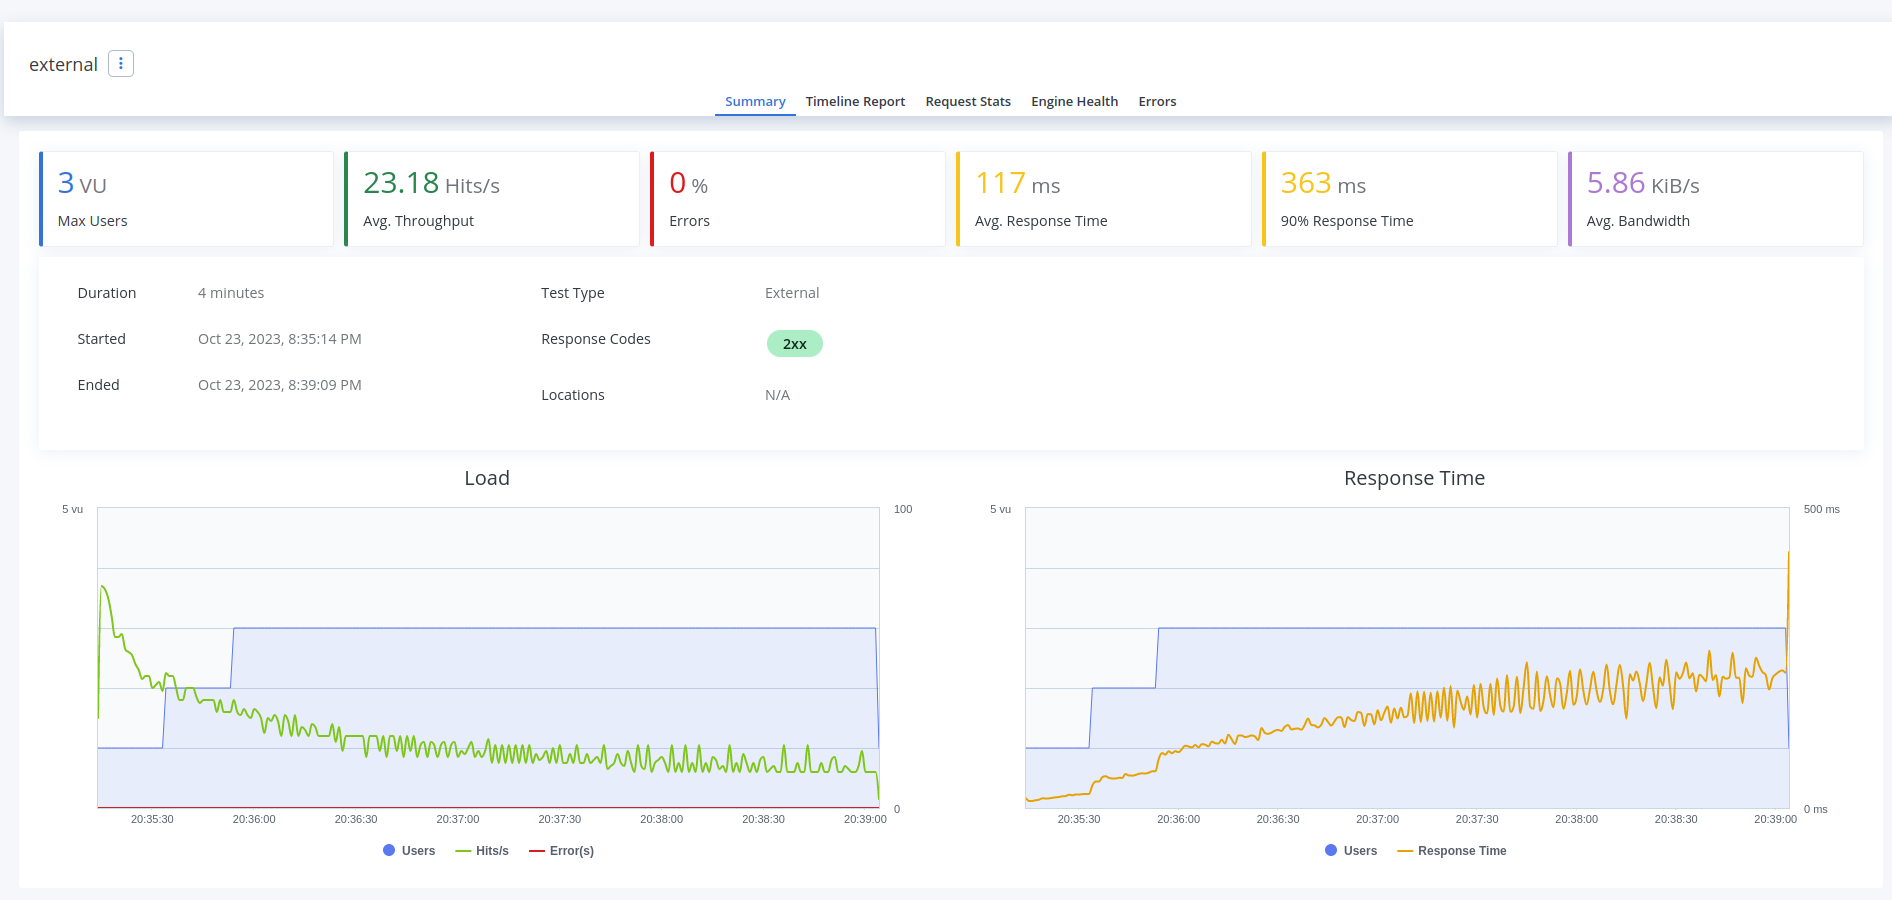 external
Summary Timeline Report Request Stats Engine Health Errors
3 VU 23.18 Hits/s 0 % 117 ms 363 ms 5.86 KiB/s
Max Users Avg. Throughput Errors Avg. Response Time 90% Response Time Avg. Bandwidth
Duration 4 minutes Test Type External
Started Oct 23, 2023, 8:35:14 PM Response Codes 2xx
Ended Oct 23, 2023, 8:39:09 PM
Locations N/A
Load Response Time
5 vu 100 5 vu 500 ms
0 0 ms
20:35:30 20:36:00 20:36:30 20:37:00 20:37:30 20:38:00 20:38:30 20:39:00 20:35:30 20:36:00 20:36:30 20:37:00 20:37:30 20:38:00 20:38:30 20:39:00
Users Hits/s Error(s) Users Response Time